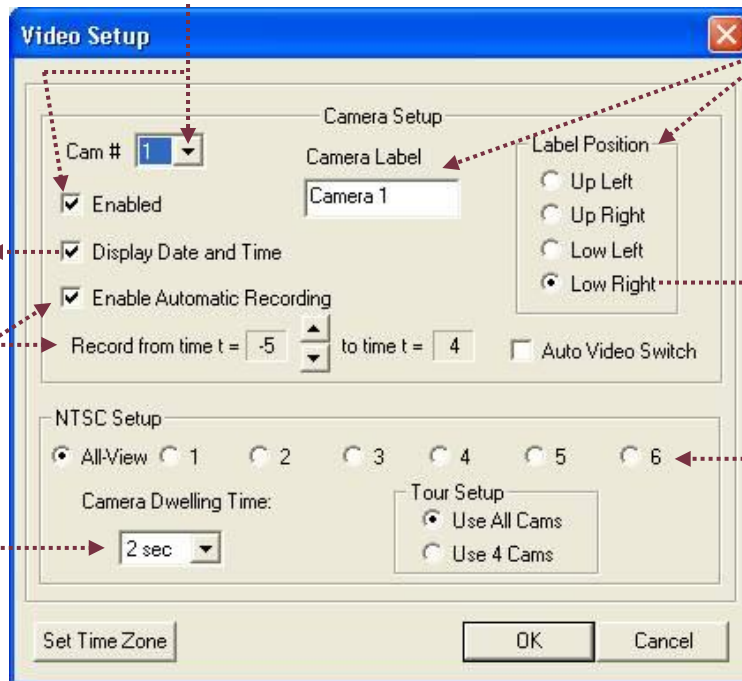 Video Setup
Camera Setup
Cam # 1
Camera Label
Label Position
Camera 1
Up Left
Up Right
Low Left
Low Right
Enabled
Display Date and Time
Enable Automatic Recording
Record from time t = -5 to time t = 4
Auto Video Switch
NTSC Setup
All-View 1 2 3 4 5 6
Camera Dwelling Time:
2 sec
Tour Setup
Use All Cams
Use 4 Cams
Set Time Zone
OK
Cancel